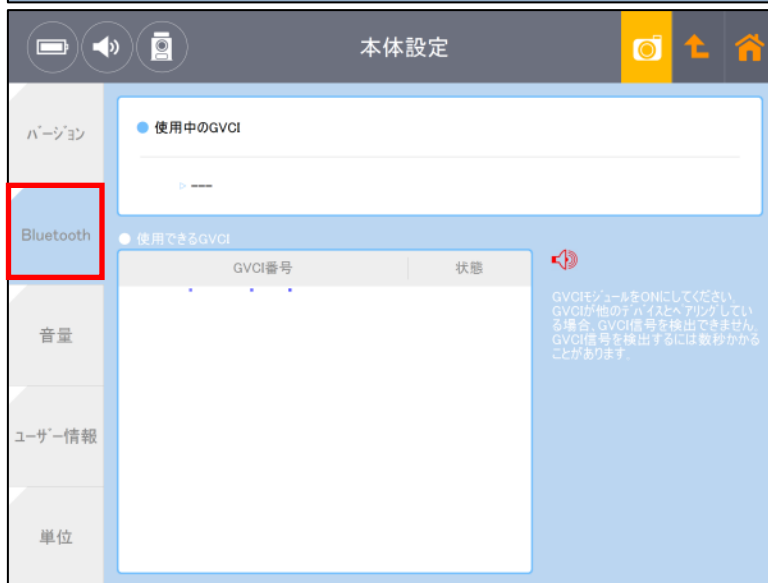 本体設定
バージョン
使用中のGVCI
---
Bluetooth
使用できるGVCI
GVCI番号
状態
GVCIモジュールをONにしてください.
GVCIが他のデバイスとペアリングしてい
る場合、GVCI信号を検出できません.
GVCI信号を検出するには数秒かかる
ことがあります.
音量
ユーザー情報
単位